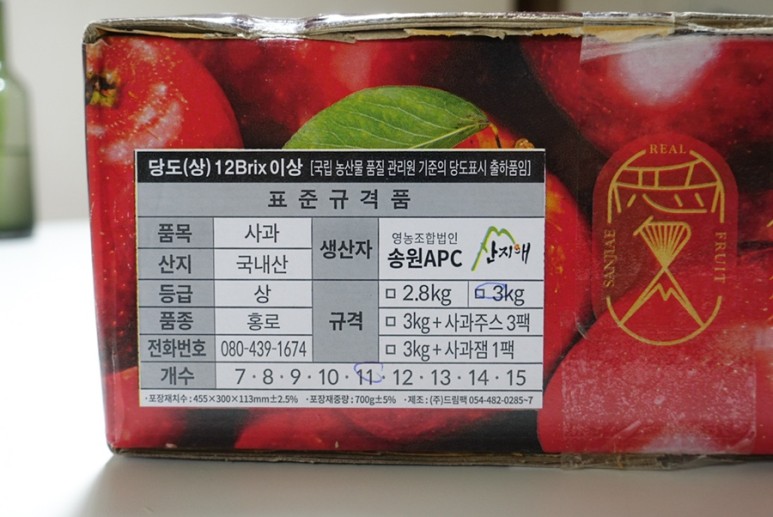 당도(상) 12Brix 이상 [국립 농산물 품질 관리원 기준의 당도표시 출하품임]
표준규격품
품목 사과
산지 국내산
생산자 영농조합법인
송원APC 산지애
등급 상
품종 홍로
전화번호 080-439-1674
규격 □ 2.8kg □ 3kg
□ 3kg + 사과주스 3팩
□ 3kg + 사과잼 1팩
개수 7 · 8 · 9 · 10 · 11 · 12 · 13 · 14 · 15
·포장재치수 : 455×300×113mm±2.5% ·포장재중량 : 700g±5% ·제조 : (주)드림팩 054-482-0285~7
REAL
SANJIAE
FRUIT